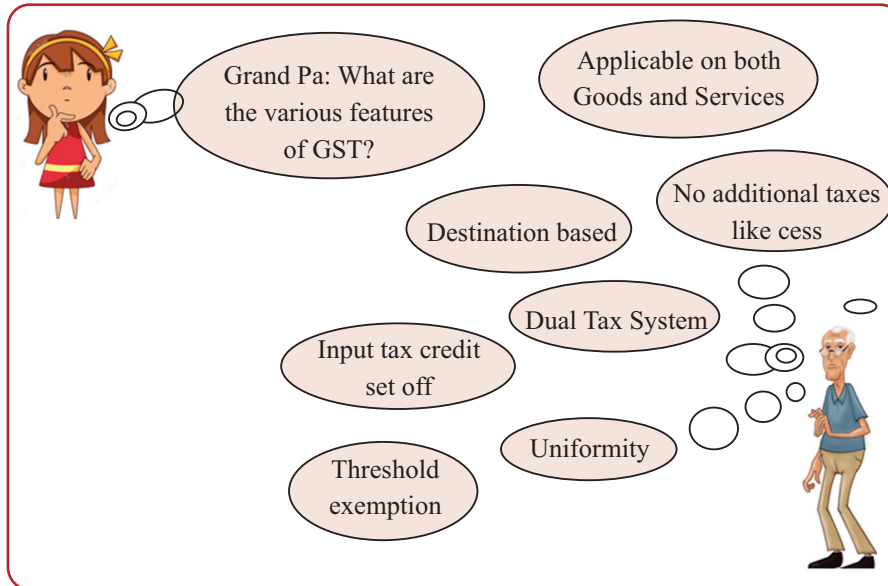 Grand Pa: What are
the various features
of GST?
Applicable on both
Goods and Services
No additional taxes
like cess
Destination based
Dual Tax System
Input tax credit
set off
Uniformity
Threshold
exemption